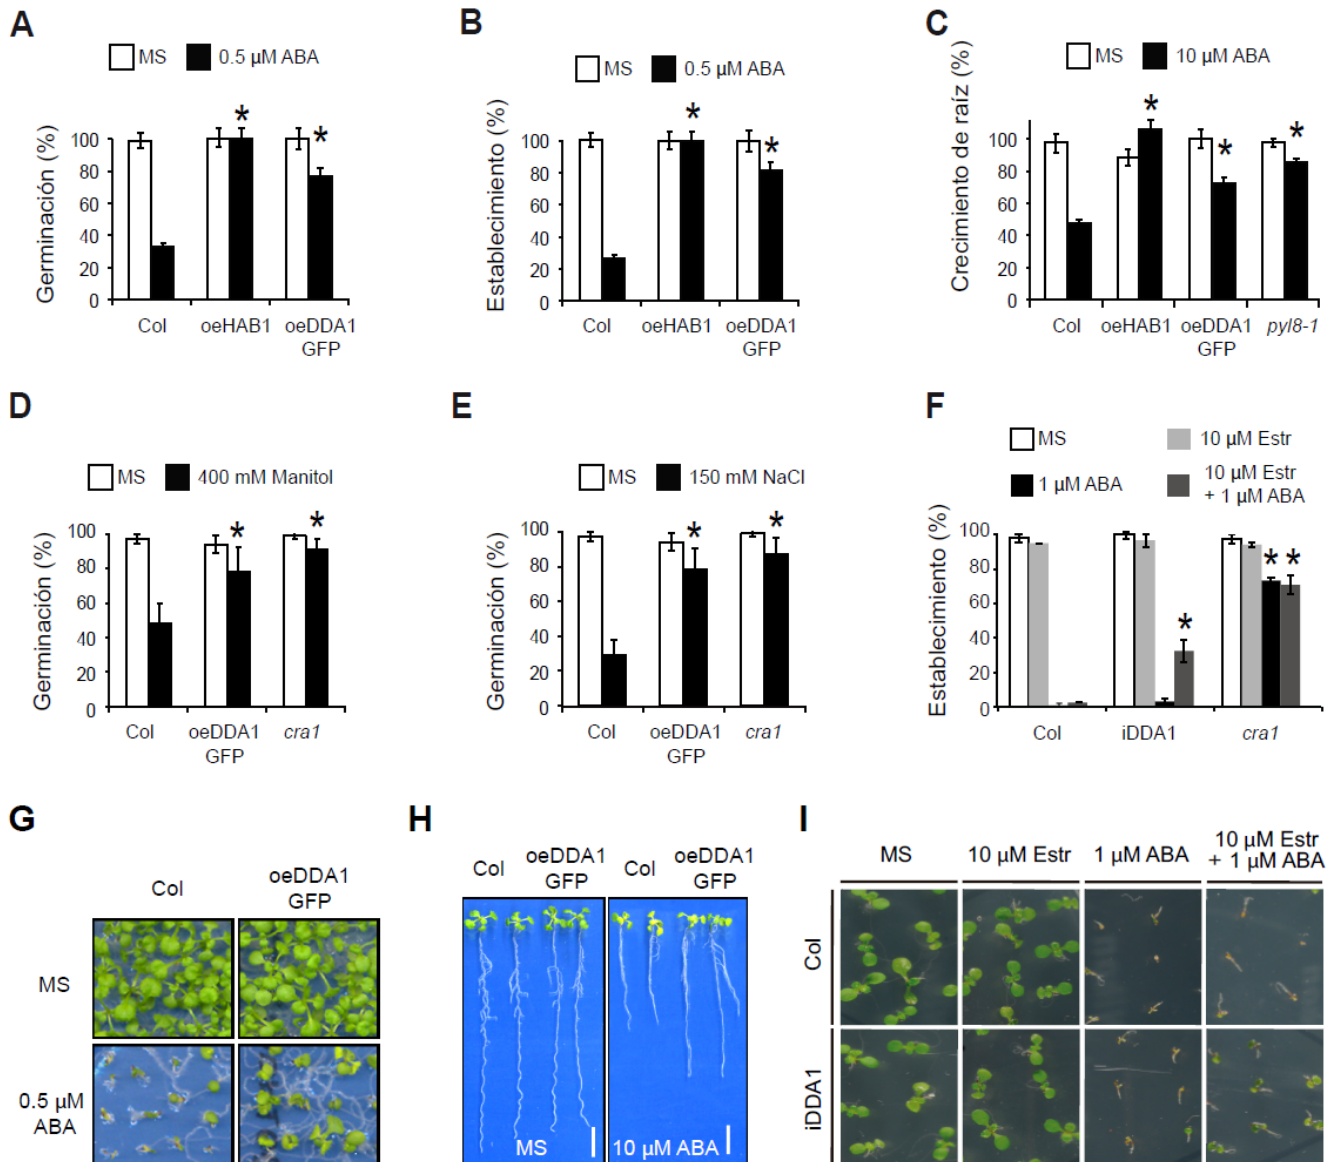 A
MS 0.5 µM ABA
Germinación (%)
100
80
60
40
20
0
* *
Col oeHAB1 oeDDA1
GFP
B
MS 0.5 µM ABA
Establecimiento (%)
100
80
60
40
20
0
* *
Col oeHAB1 oeDDA1
GFP
C
MS 10 µM ABA
Crecimiento de raíz (%)
100
80
60
40
20
0
* * *
Col oeHAB1 oeDDA1 pyl8-1
GFP
D
MS 400 mM Manitol
Germinación (%)
100
80
60
40
20
0
* *
Col oeDDA1 cra1
GFP
E
MS 150 mM NaCl
Germinación (%)
100
80
60
40
20
0
* *
Col oeDDA1 cra1
GFP
F
MS 10 µM Estr
1 µM ABA 10 µM Estr
+ 1 µM ABA
Establecimiento (%)
100
80
60
40
20
0
* * *
Col iDDA1 cra1
G
Col oeDDA1
GFP
MS
0.5 µM
ABA
H
Col oeDDA1
GFP
Col oeDDA1
GFP
MS
10 µM ABA
I
MS 10 µM Estr 1 µM ABA 10 µM Estr
+ 1 µM ABA
Col
iDDA1